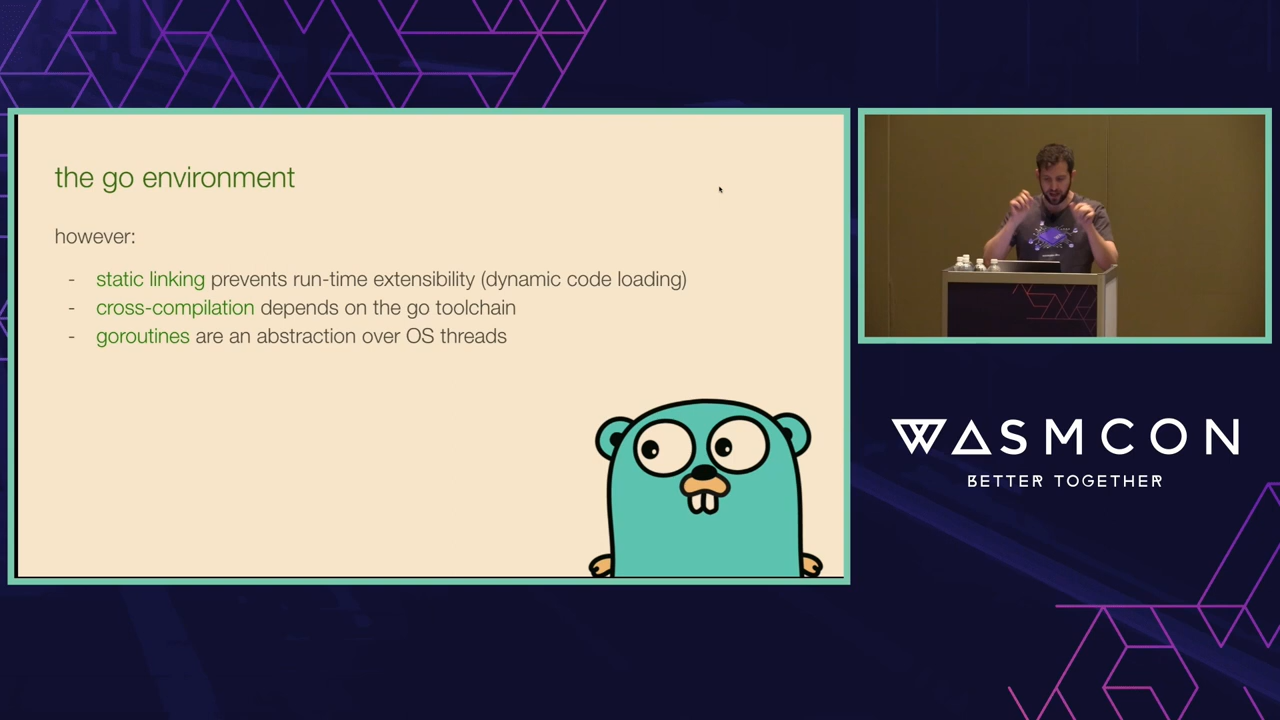 the go environment
however:
- static linking prevents run-time extensibility (dynamic code loading)
- cross-compilation depends on the go toolchain
- goroutines are an abstraction over OS threads
WASMCON
BETTER TOGETHER